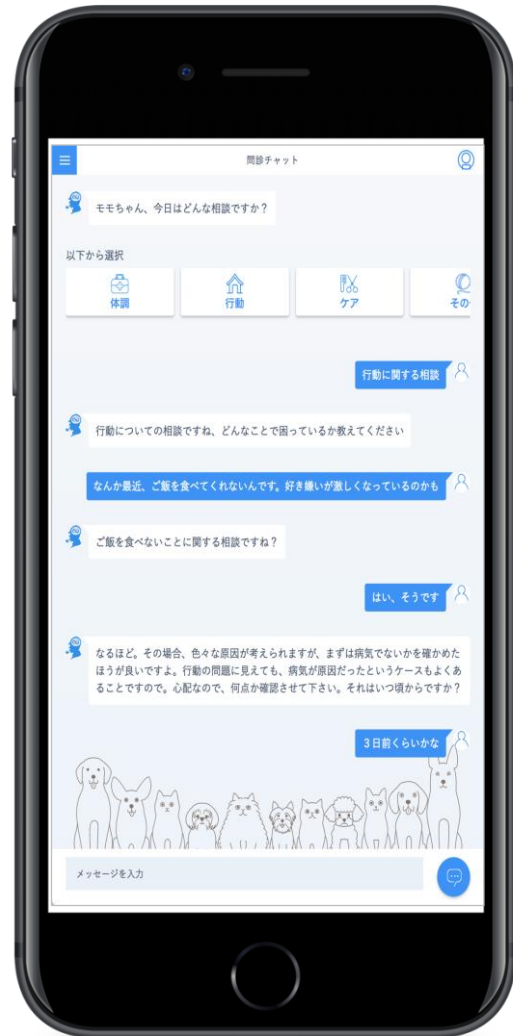 問診チャット
モモちゃん、今日はどんな相談ですか？
以下から選択
体調
行動
ケア
その
行動に関する相談
行動についての相談ですね、どんなことで困っているか教えてください
なんか最近、ご飯を食べてくれないんです。好き嫌いが激しくなっているのかも
ご飯を食べないことに関する相談ですね？
はい、そうです
なるほど。その場合、色々な原因が考えられますが、まずは病気でないかを確かめた
ほうが良いですよ。行動の問題に見えても、病気が原因だったというケースもよくあ
ることですので。心配なので、何点か確認させて下さい。それはいつ頃からですか？
３日前くらいかな
メッセージを入力